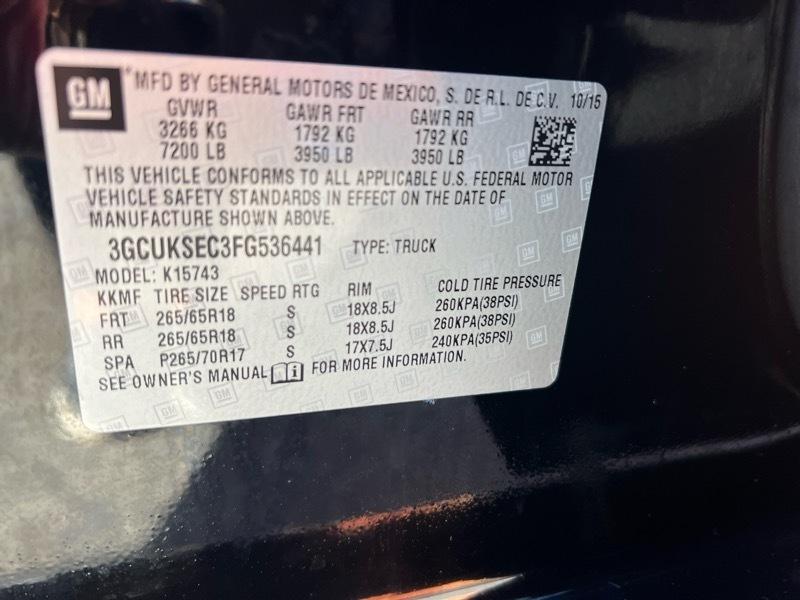 GM *MFD BY GENERAL MOTORS DE MEXICO, S. DE R.L. DE C.V. 10/15
GVWR GAWR FRT GAWR RR
3266 KG 1792 KG 1792 KG
7200 LB 3950 LB 3950 LB
THIS VEHICLE CONFORMS TO ALL APPLICABLE U.S. FEDERAL MOTOR
VEHICLE SAFETY STANDARDS IN EFFECT ON THE DATE OF
MANUFACTURE SHOWN ABOVE.
3GCUKSEC3FG536441 TYPE: TRUCK
MODEL: K15743
KKMF TIRE SIZE SPEED RTG RIM COLD TIRE PRESSURE
FRT 265/65R18 S 18X8.5J 260KPA(38PSI)
RR 265/65R18 S 18X8.5J 260KPA(38PSI)
SPA P265/70R17 S 17X7.5J 240KPA(35PSI)
SEE OWNER'S MANUAL i FOR MORE INFORMATION.